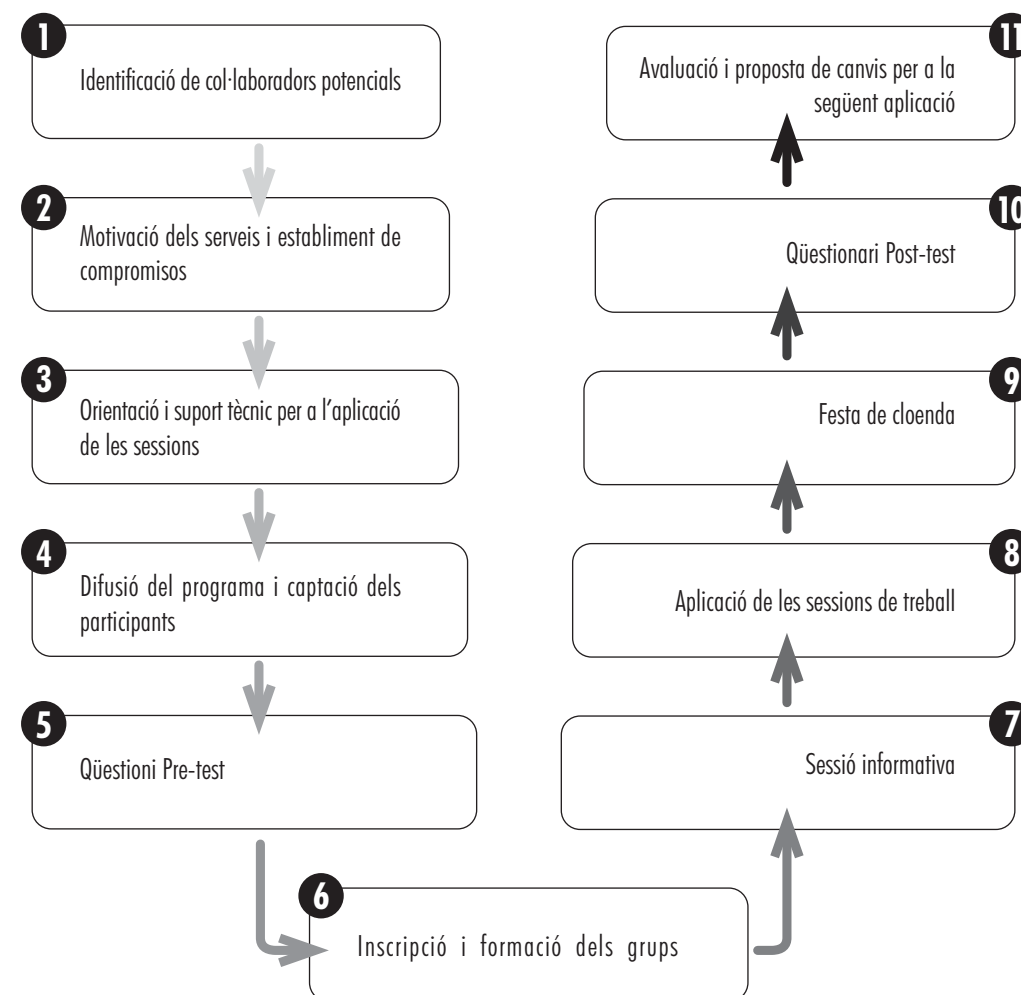 1
Identificació de col·laboradors potencials
2
Motivació dels serveis i establiment de
compromisos
3
Orientació i suport tècnic per a l'aplicació
de les sessions
4
Difusió del programa i captació dels
participants
5
Qüestioni Pre-test
6
Inscripció i formació dels grups
7
Sessió informativa
8
Aplicació de les sessions de treball
9
Festa de cloenda
10
Qüestionari Post-test
11
Avaluació i proposta de canvis per a la
següent aplicació